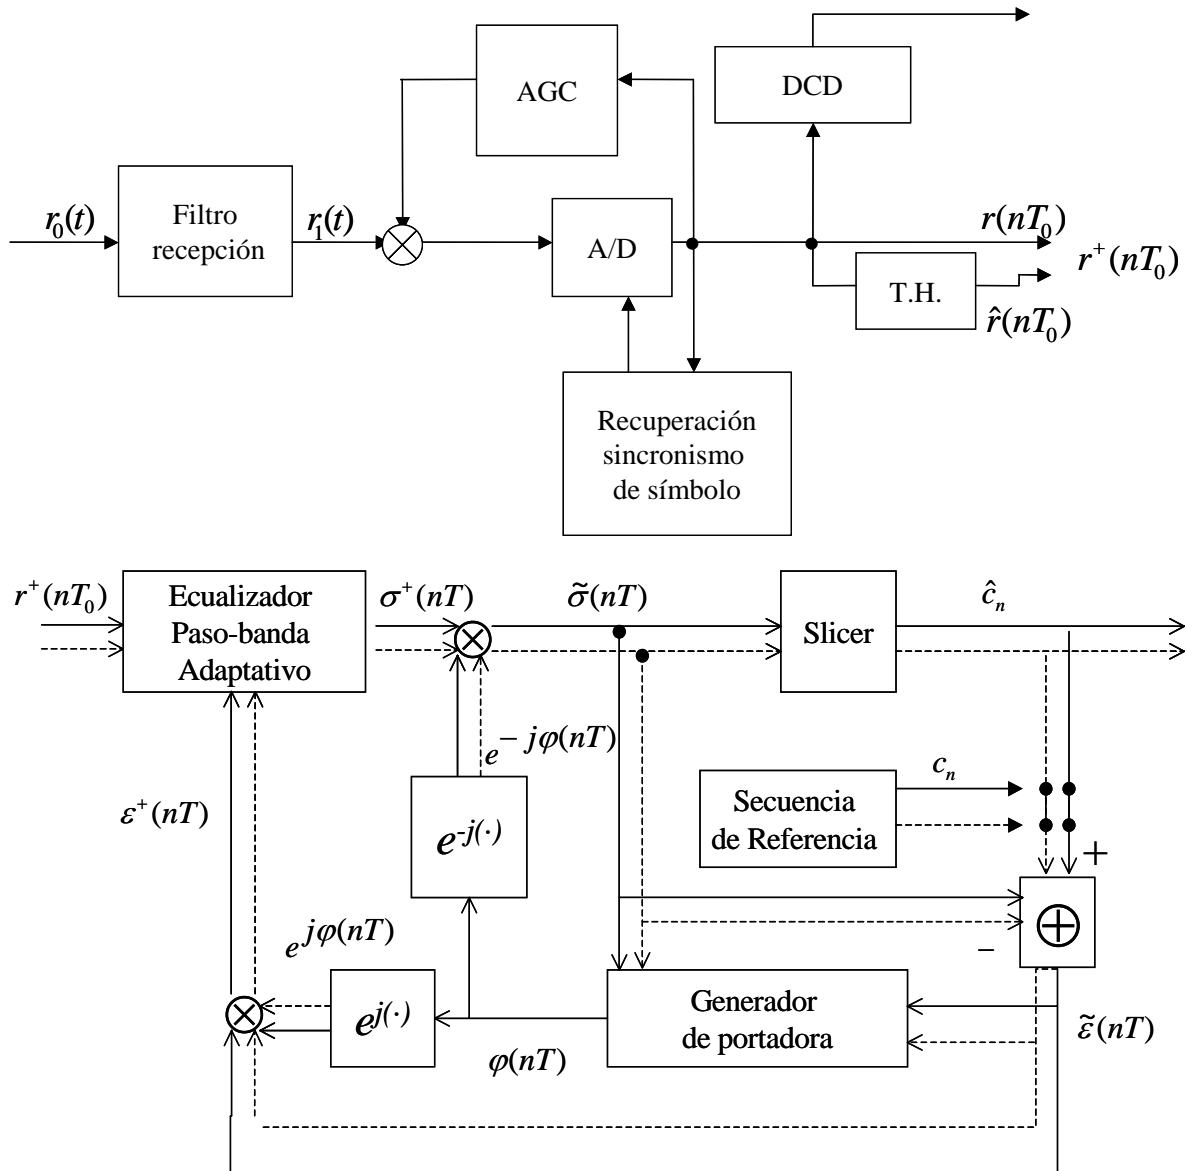 AGC
DCD
r₀(t)
Filtro
recepción
r₁(t)
A/D
r(nT₀)
r⁺(nT₀)
T.H.
r̂(nT₀)
Recuperación
sincronismo
de símbolo
r⁺(nT₀)
Ecualizador
Paso-banda
Adaptativo
σ⁺(nT)
σ̃(nT)
Slicer
ĉₙ
e⁻ʲᵠ⁽ⁿᵀ⁾
ε⁺(nT)
e^{-j(·)}
Secuencia
de Referencia
cₙ
+
e^{jφ(nT)}
−
e^{j(·)}
φ(nT)
Generador
de portadora
ε̃(nT)